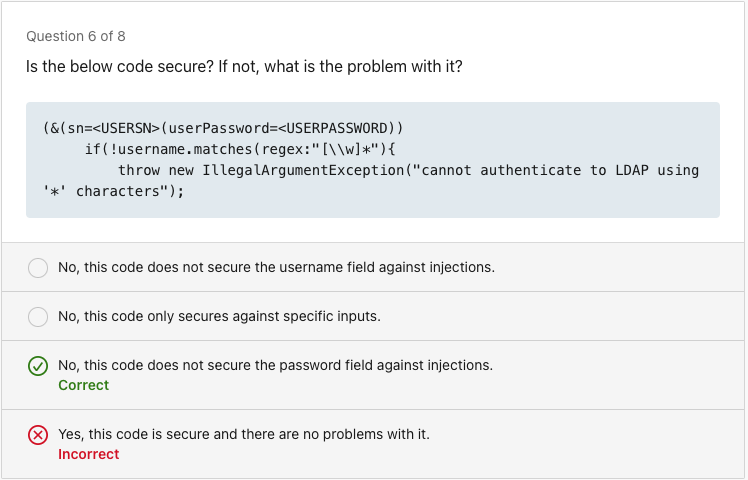 Question 6 of 8
Is the below code secure? If not, what is the problem with it?
(&(sn=<USERSN>(userPassword=<USERPASSWORD))
if(!username.matches(regex:"[\\w]*"){
throw new IllegalArgumentException("cannot authenticate to LDAP using
'*' characters");
No, this code does not secure the username field against injections.
No, this code only secures against specific inputs.
No, this code does not secure the password field against injections.
Correct
Yes, this code is secure and there are no problems with it.
Incorrect